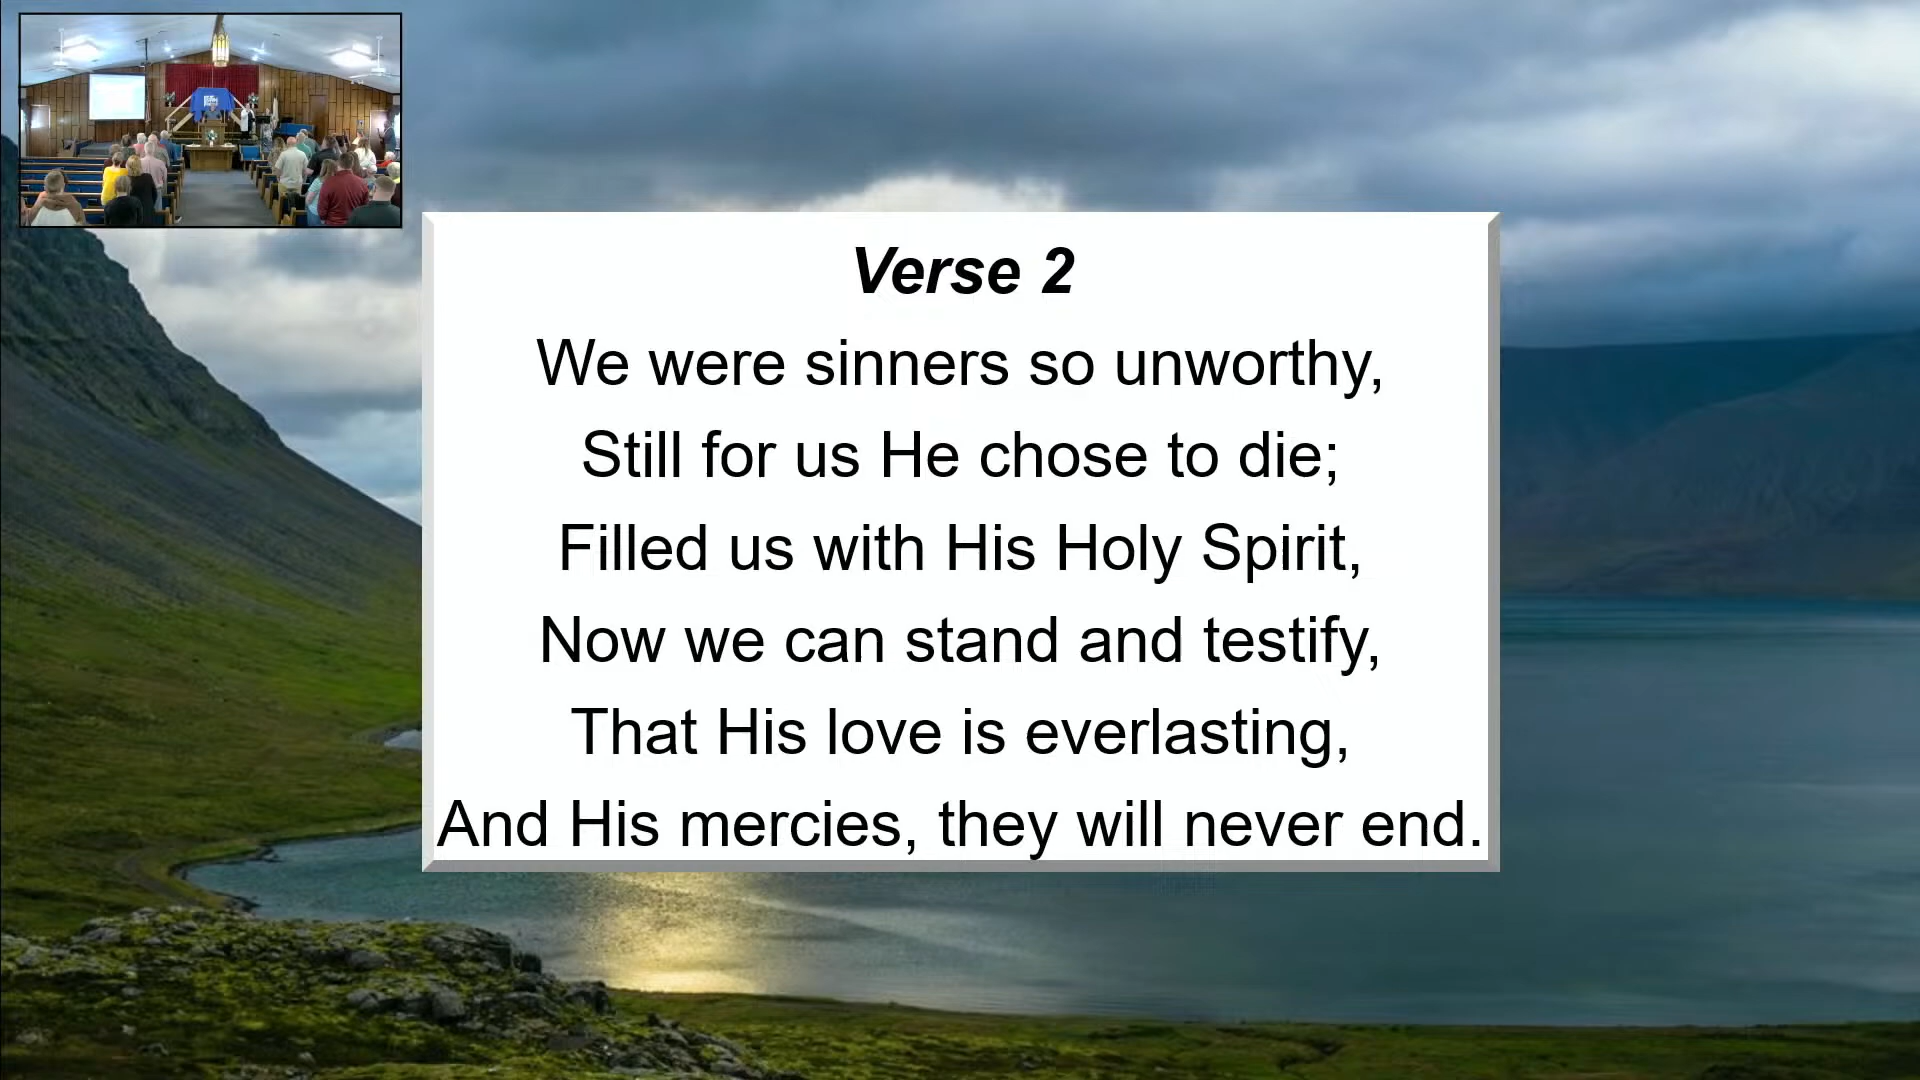 Verse 2
We were sinners so unworthy,
Still for us He chose to die;
Filled us with His Holy Spirit,
Now we can stand and testify,
That His love is everlasting,
And His mercies, they will never end.